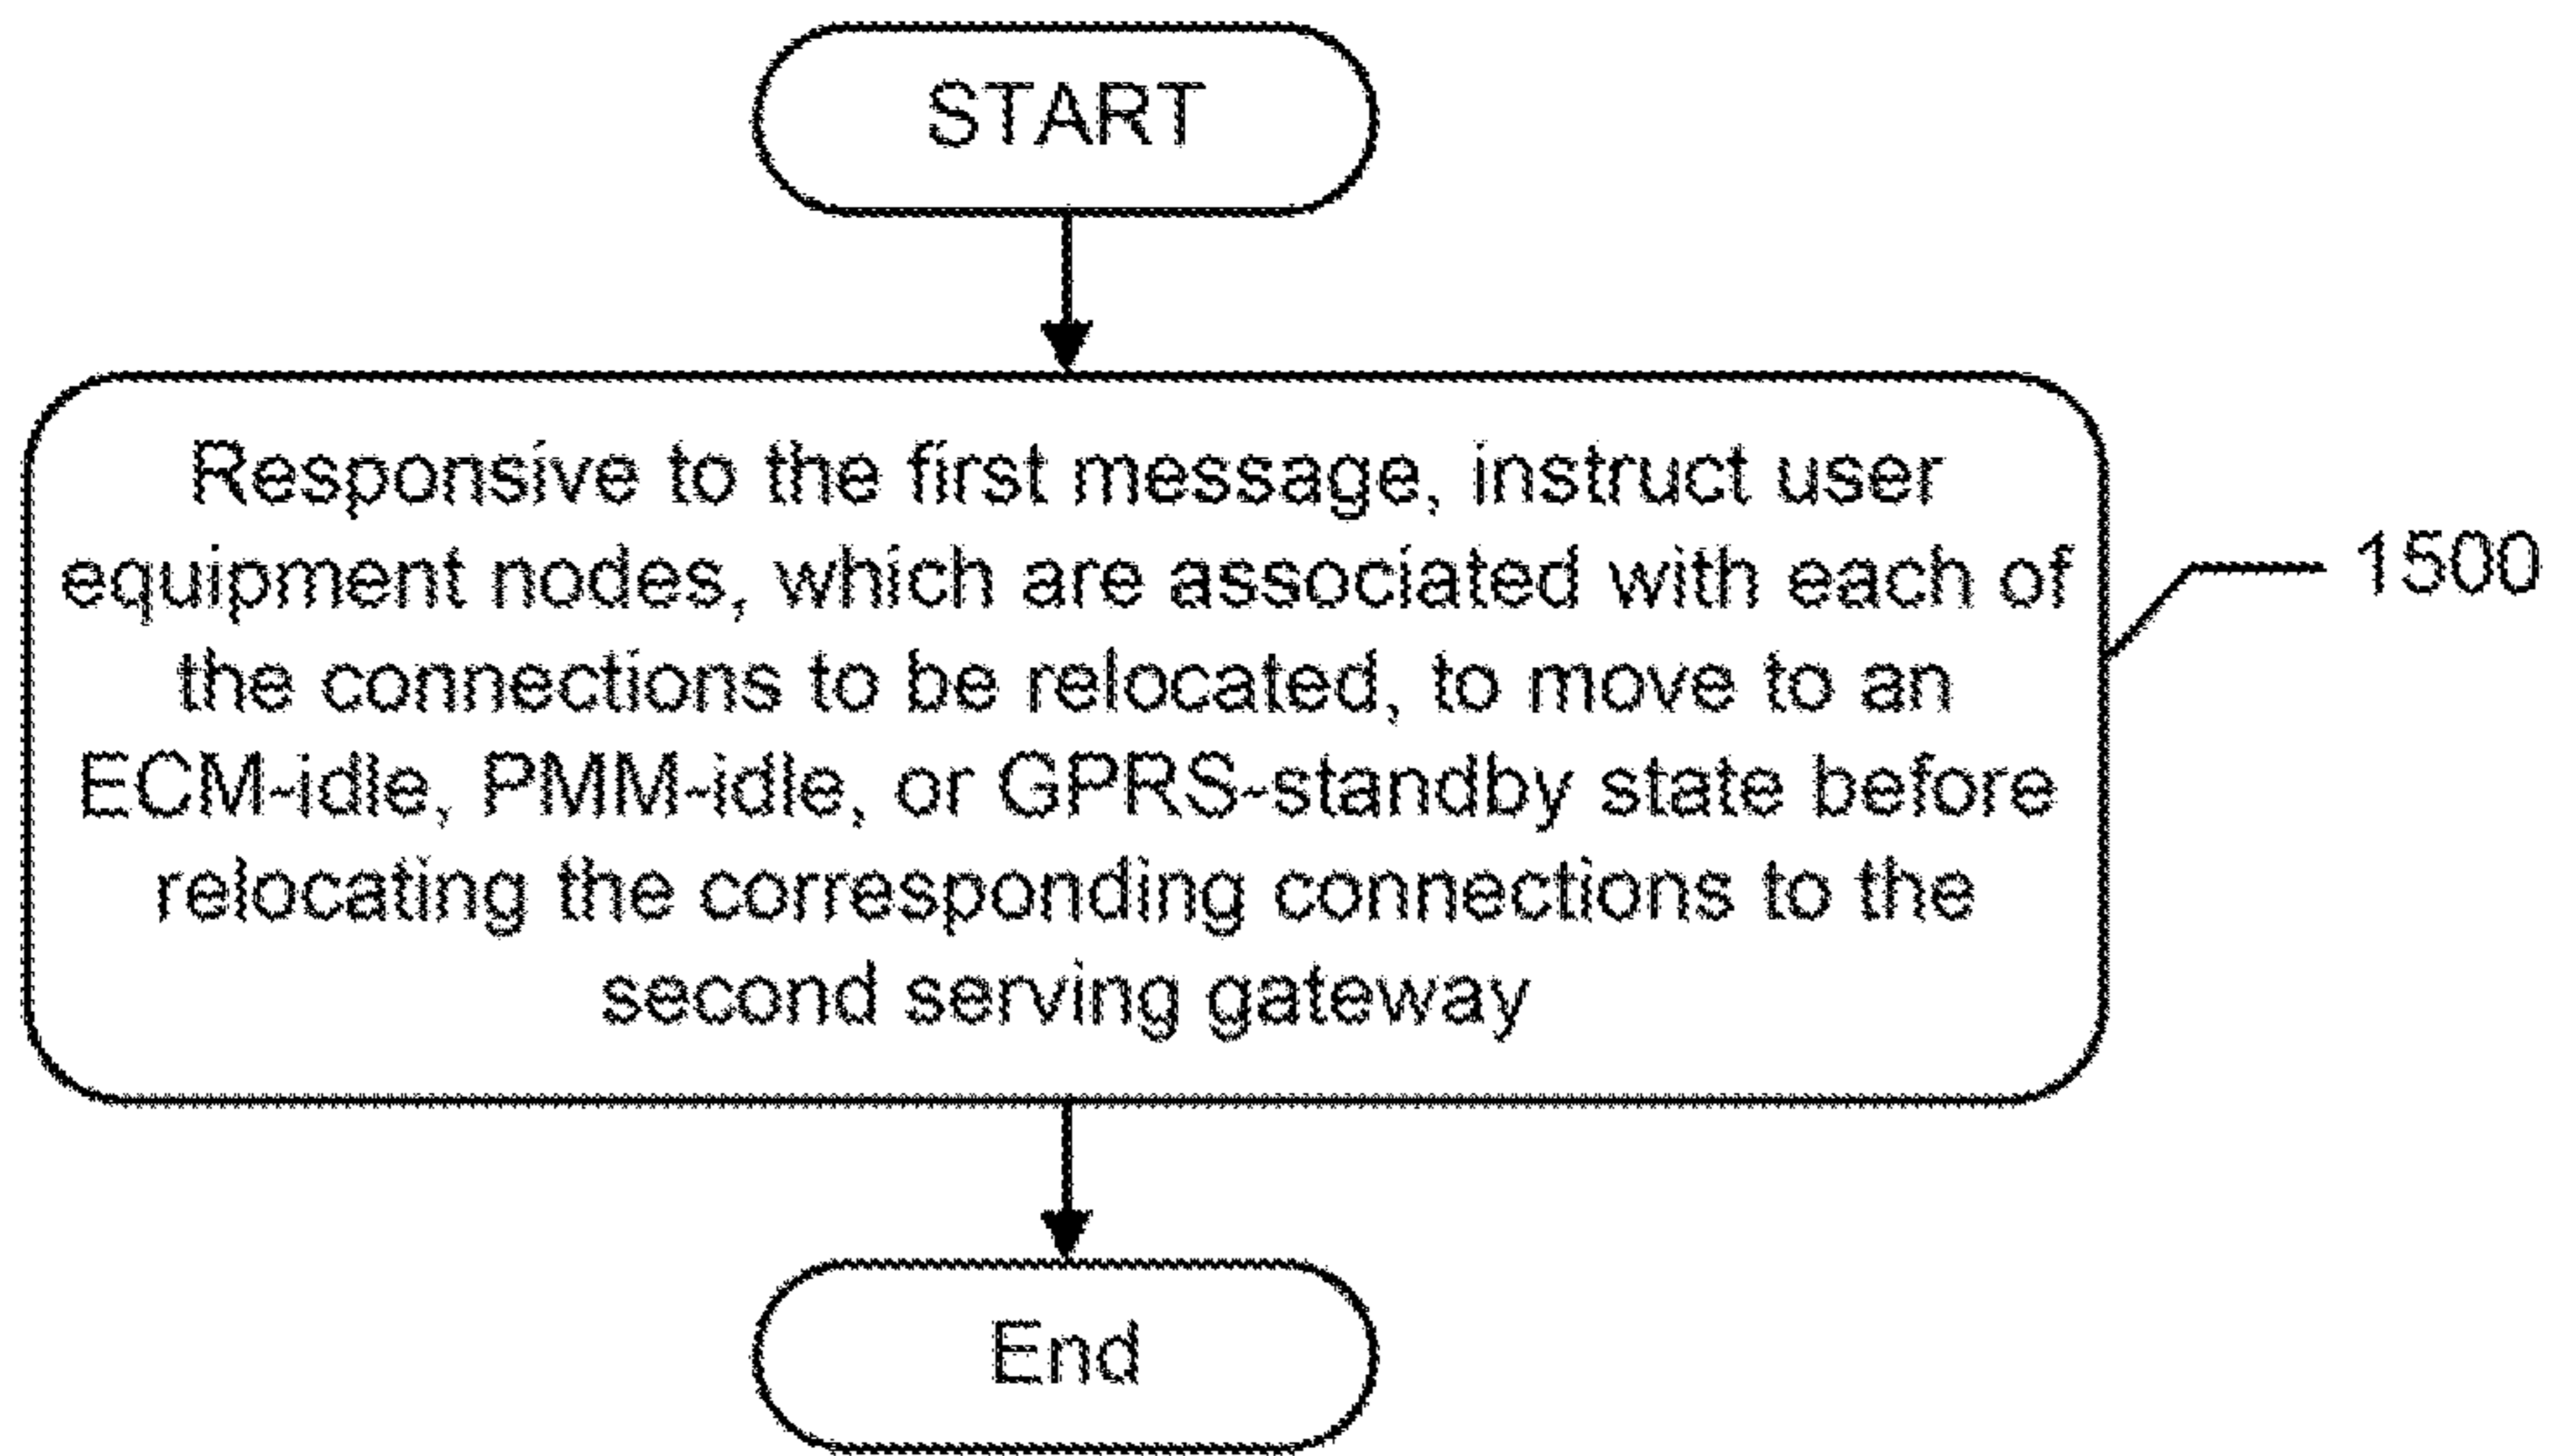 START
Responsive to the first message, instruct user
equipment nodes, which are associated with each of
the connections to be relocated, to move to an
ECM-idle, PMM-idle, or GPRS-standby state before
relocating the corresponding connections to the
second serving gateway
1500
End